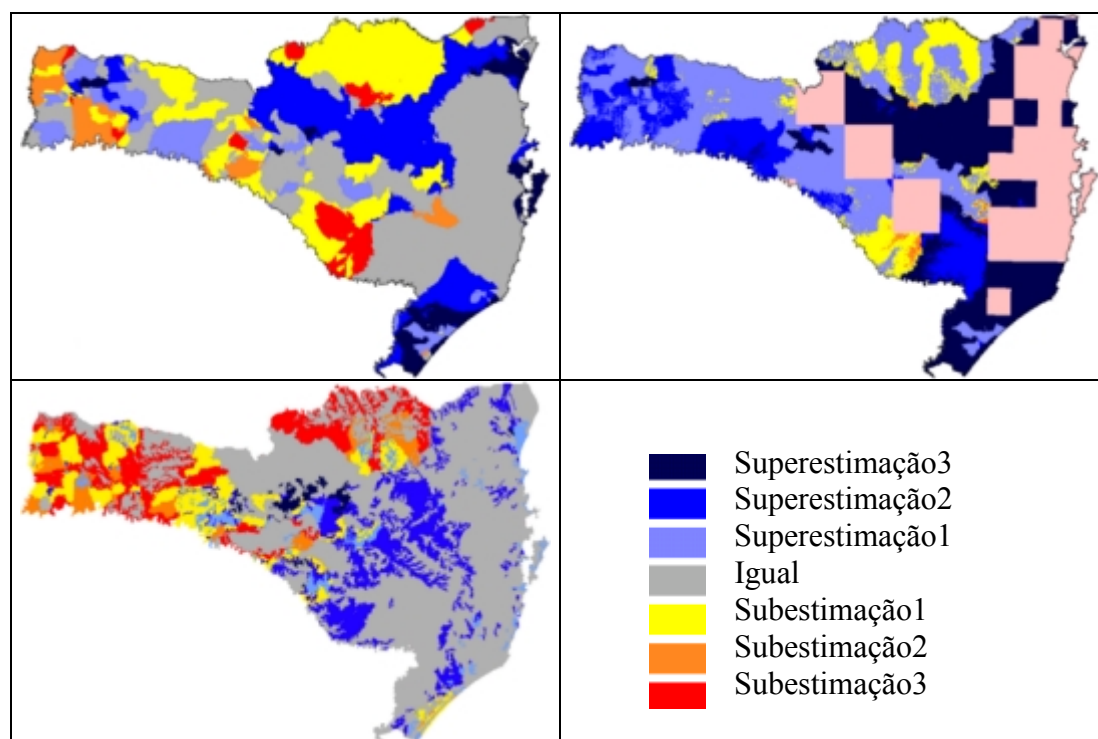 Superestimação3
Superestimação2
Superestimação1
Igual
Subestimação1
Subestimação2
Subestimação3